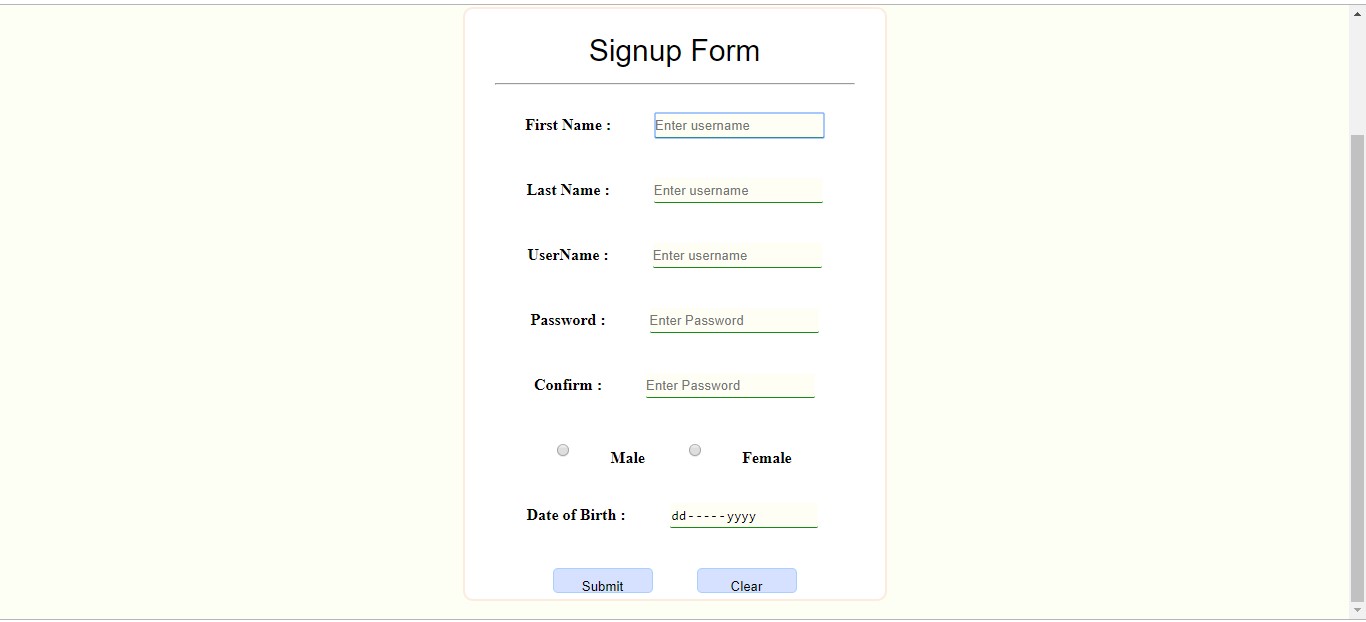 Signup Form
First Name : Enter username
Last Name : Enter username
UserName : Enter username
Password : Enter Password
Confirm : Enter Password
Male Female
Date of Birth : dd-----yyyy
Submit Clear